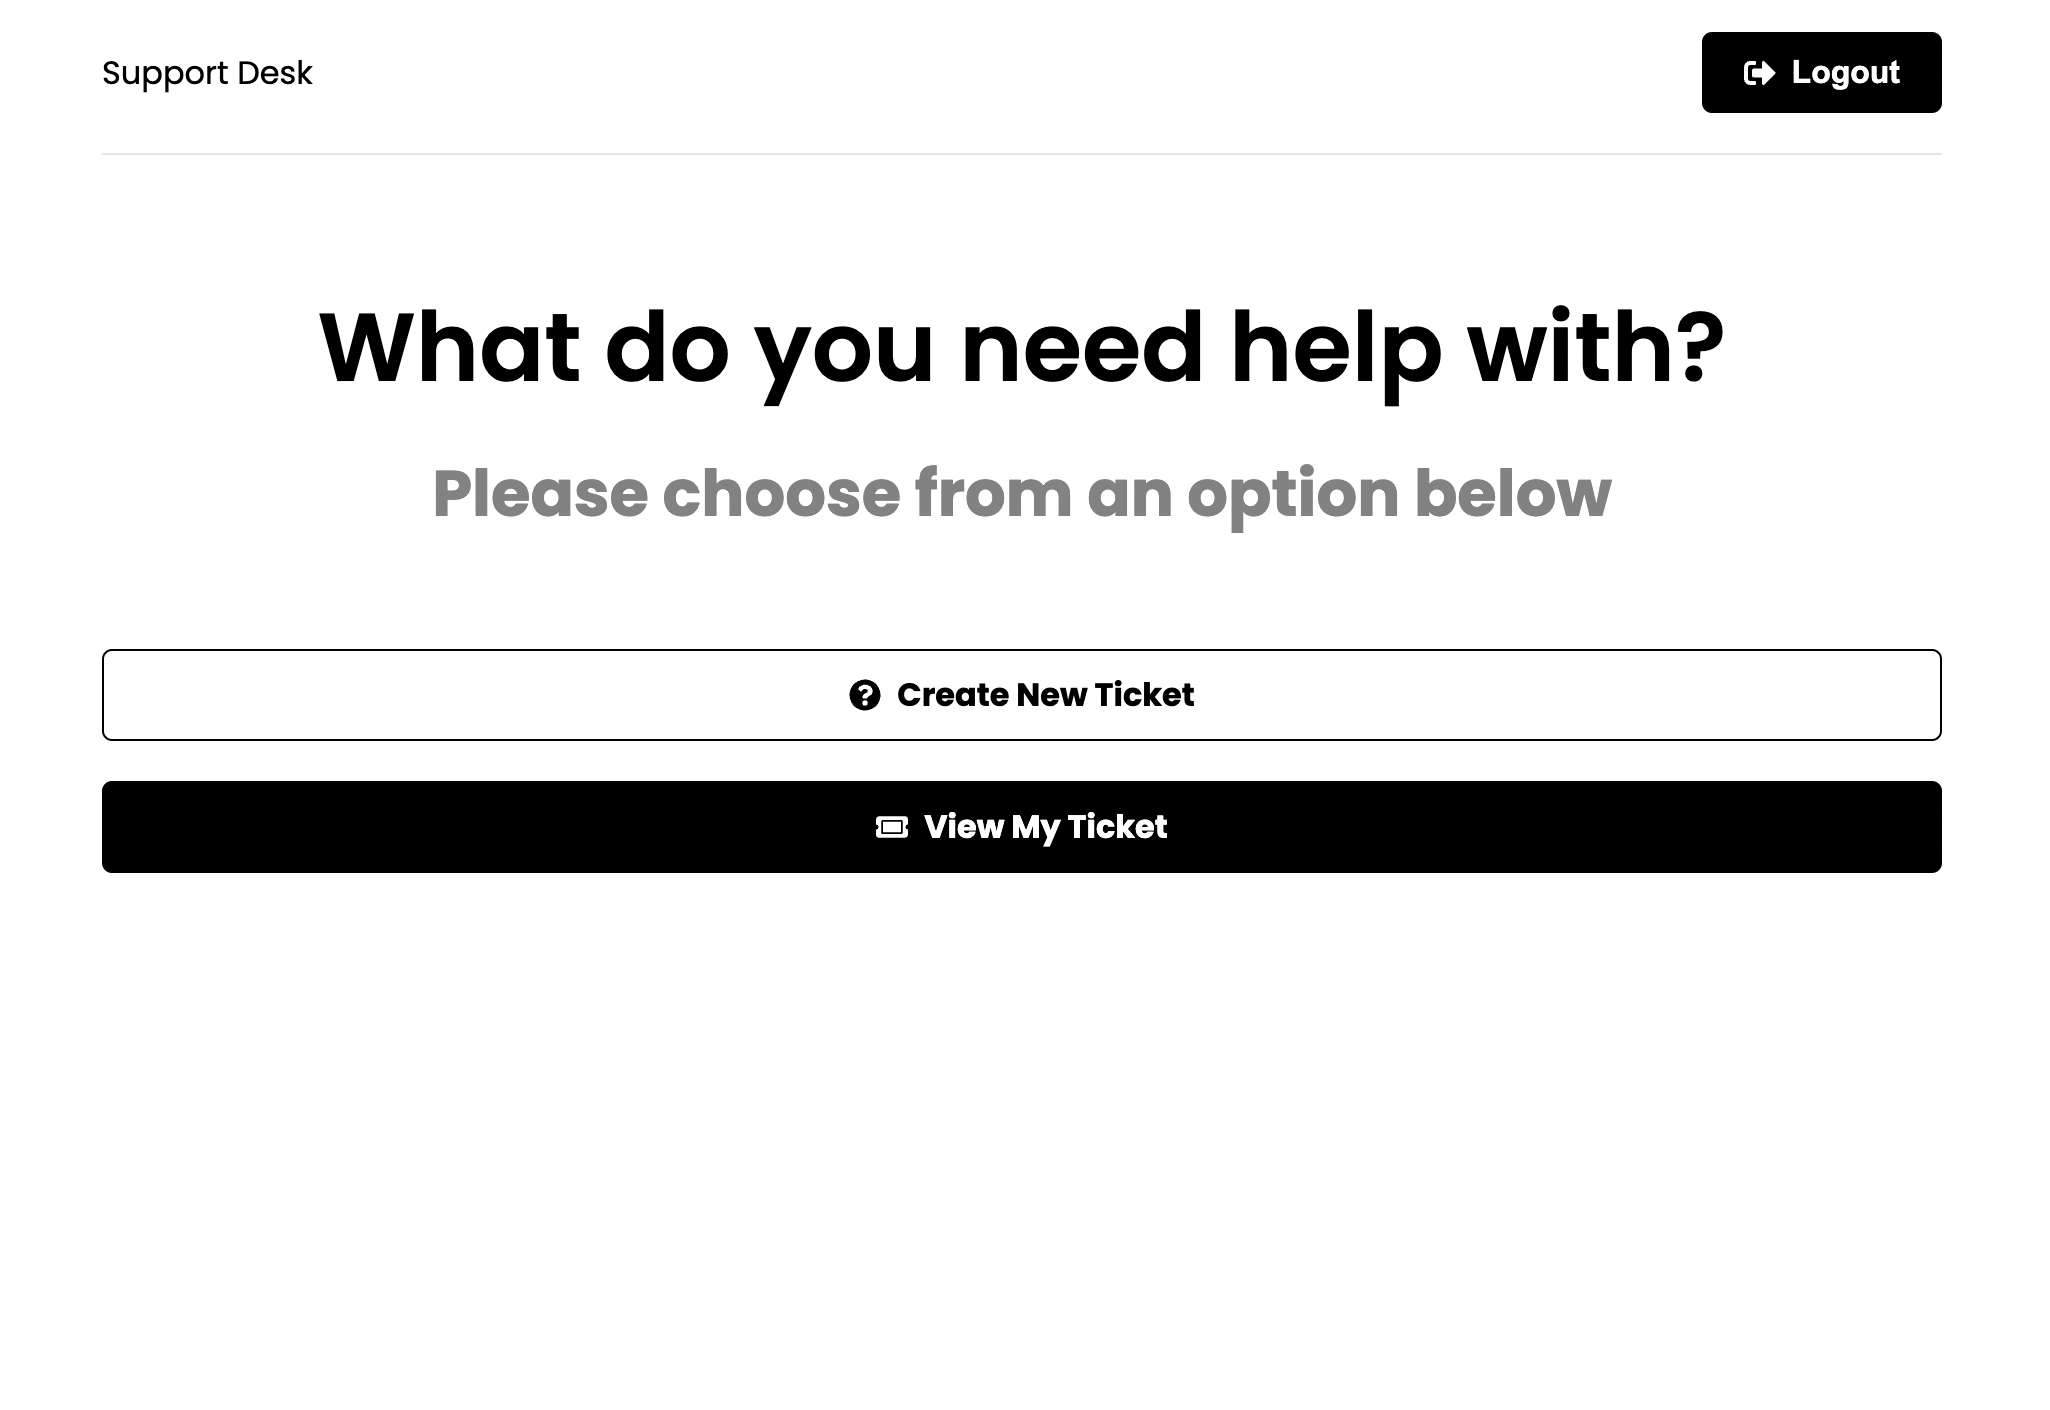 Support Desk
Logout
What do you need help with?
Please choose from an option below
Create New Ticket
View My Ticket